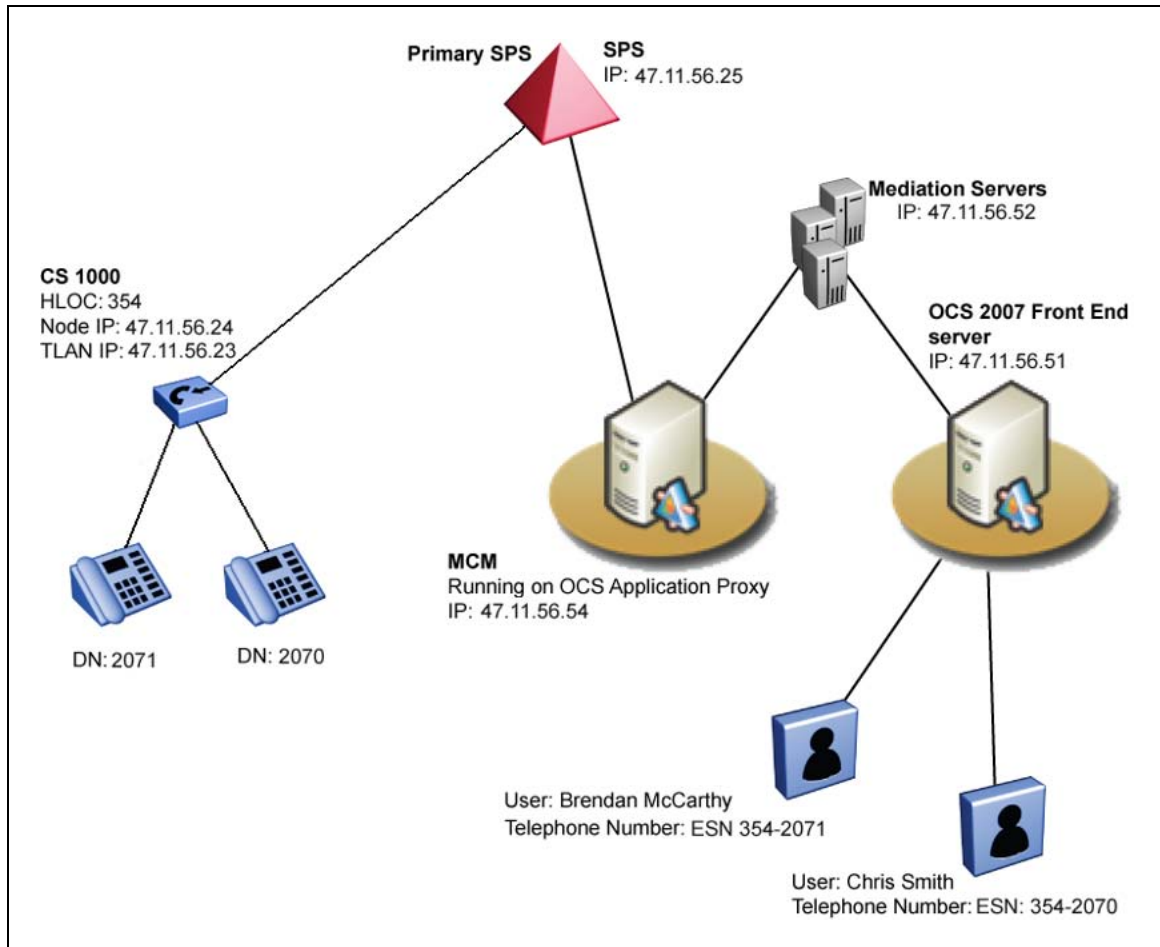 Primary SPS
SPS
IP: 47.11.56.25
Mediation Servers
IP: 47.11.56.52
CS 1000
HLOC: 354
Node IP: 47.11.56.24
TLAN IP: 47.11.56.23
OCS 2007 Front End
server
IP: 47.11.56.51
MCM
Running on OCS Application Proxy
IP: 47.11.56.54
DN: 2071
DN: 2070
User: Brendan McCarthy
Telephone Number: ESN 354-2071
User: Chris Smith
Telephone Number: ESN: 354-2070